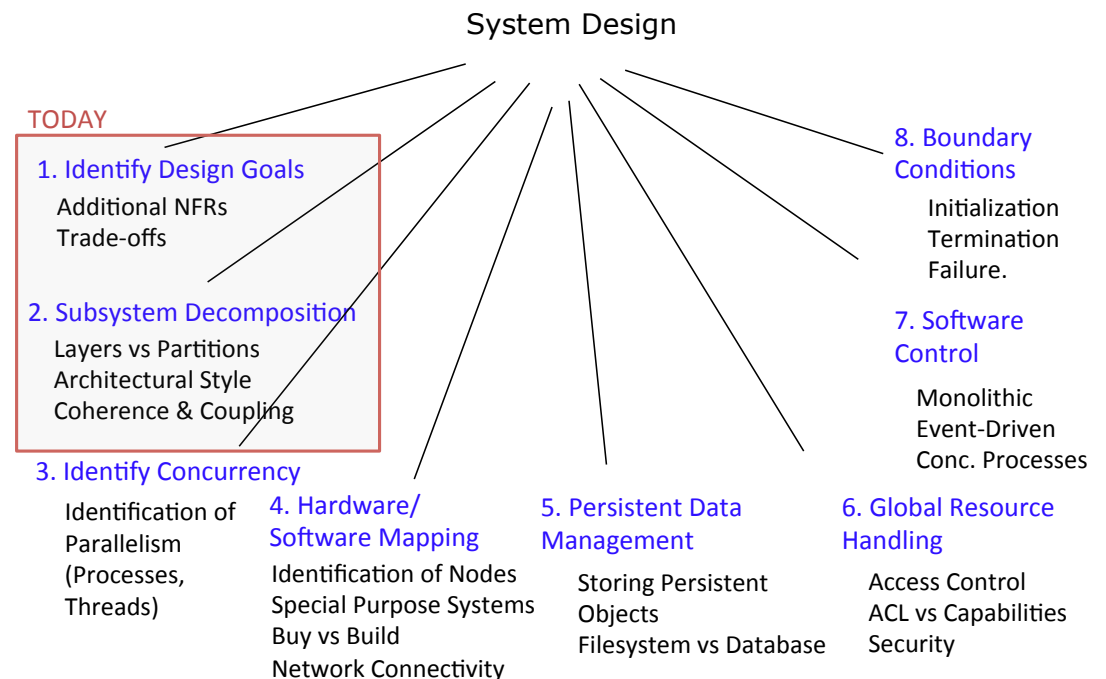 System Design
TODAY
1. Identify Design Goals
Additional NFRs
Trade-offs
2. Subsystem Decomposition
Layers vs Partitions
Architectural Style
Coherence & Coupling
3. Identify Concurrency
Identification of
Parallelism
(Processes,
Threads)
4. Hardware/
Software Mapping
Identification of Nodes
Special Purpose Systems
Buy vs Build
Network Connectivity
5. Persistent Data
Management
Storing Persistent
Objects
Filesystem vs Database
6. Global Resource
Handling
Access Control
ACL vs Capabilities
Security
7. Software
Control
Monolithic
Event-Driven
Conc. Processes
8. Boundary
Conditions
Initialization
Termination
Failure.